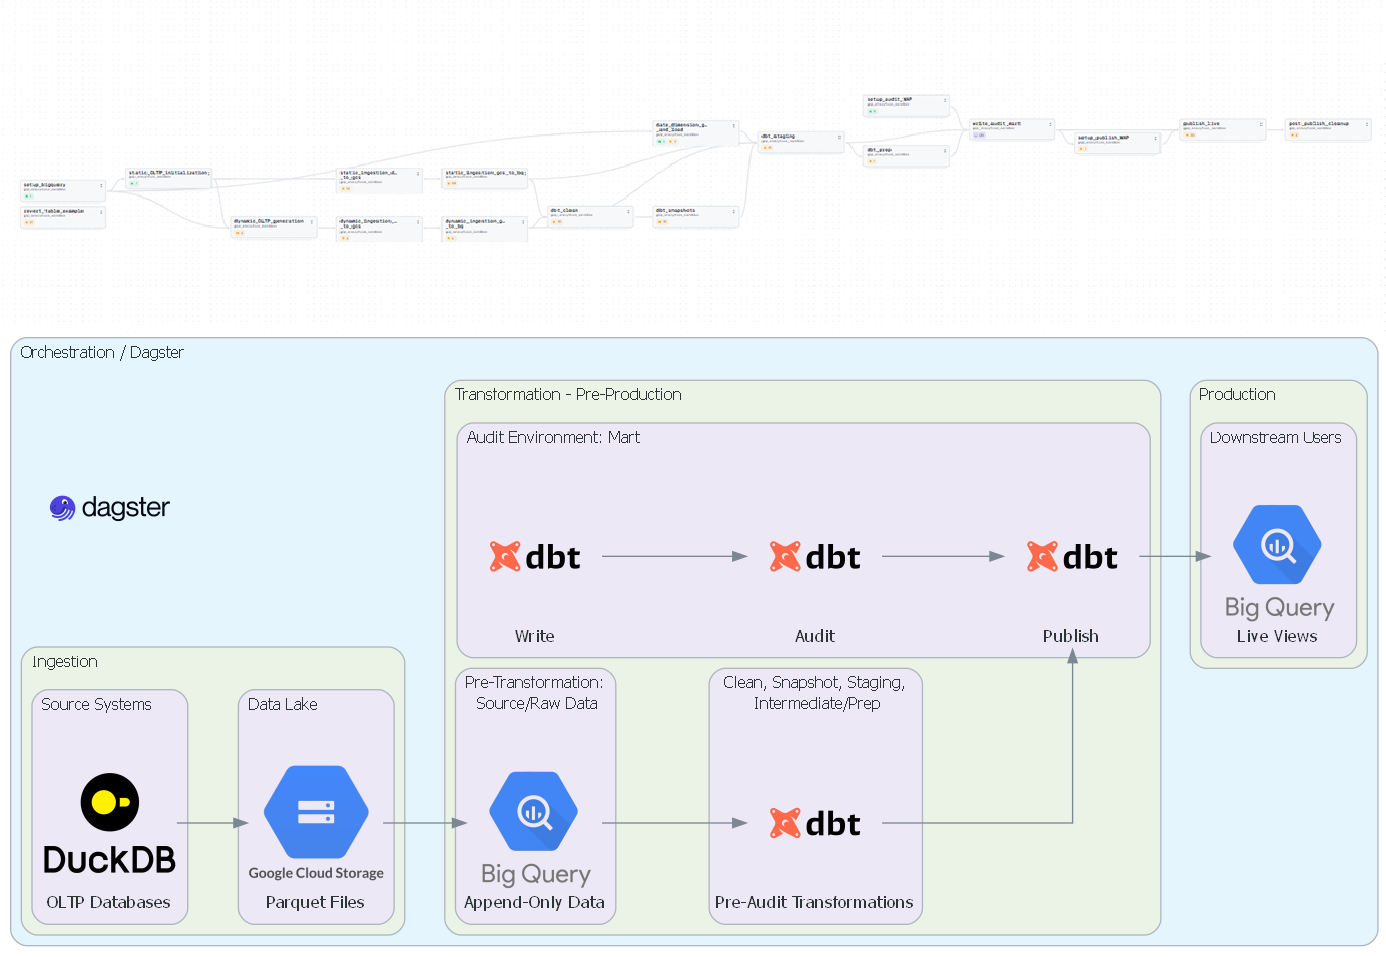 setup_audit_WAP
date_dimension_g…
_and_load
write_audit_mart
publish_live
post_publish_cleanup
dbt_staging
setup_publish_WAP
dbt_prep
static_OLTP_initialization
static_ingestion_d…
_to_gcs
static_ingestion_gcs_to_bq
setup_bigquery
revect_table_example
dbt_clean
dbt_snapshots
dynamic_OLTP_generation
dynamic_ingestion_…
_to_gcs
dynamic_ingestion_g…
_to_bq
Orchestration / Dagster
Transformation - Pre-Production
Production
Audit Environment: Mart
Downstream Users
dagster
dbt
dbt
dbt
Big Query
Write
Audit
Publish
Live Views
Ingestion
Source Systems
Data Lake
Pre-Transformation:
Source/Raw Data
Clean, Snapshot, Staging,
Intermediate/Prep
DuckDB
Google Cloud Storage
Big Query
dbt
OLTP Databases
Parquet Files
Append-Only Data
Pre-Audit Transformations